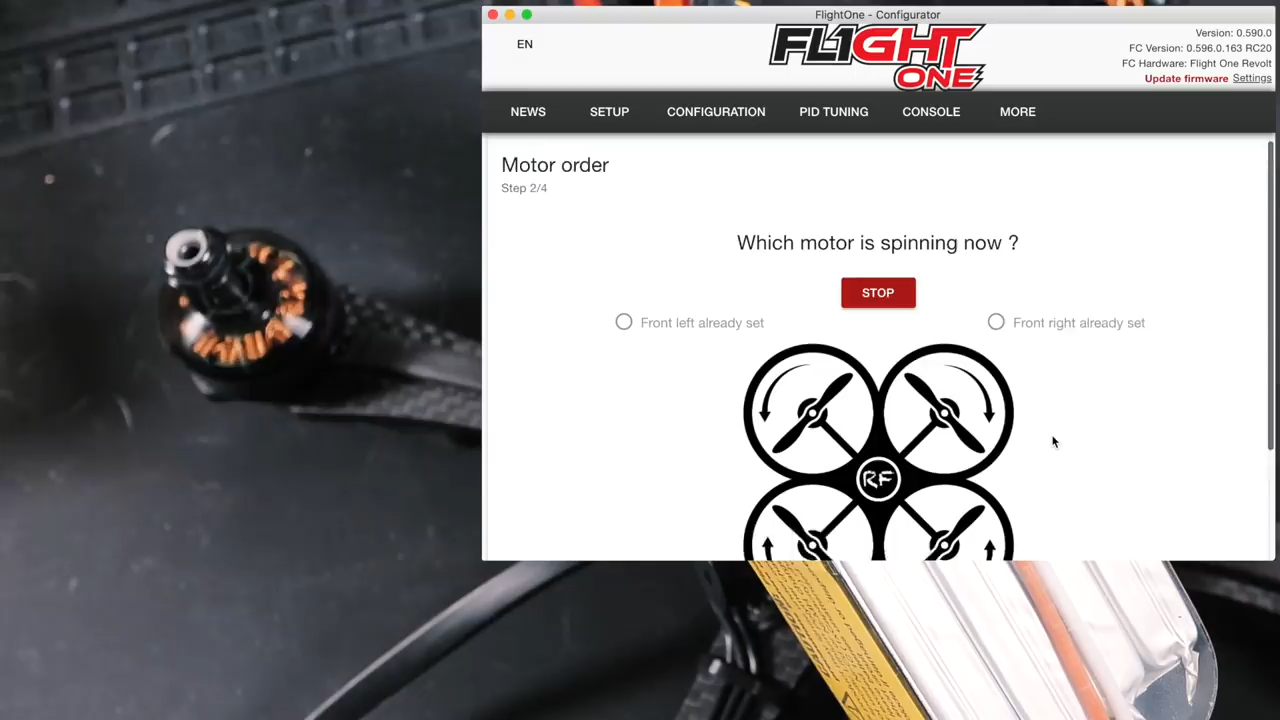 FlightOne - Configurator
EN
FLIGHT
ONE
Version: 0.590.0
FC Version: 0.596.0.163 RC20
FC Hardware: Flight One Revolt
Update firmware Settings
NEWS SETUP CONFIGURATION PID TUNING CONSOLE MORE
Motor order
Step 2/4
Which motor is spinning now ?
STOP
Front left already set Front right already set
RF